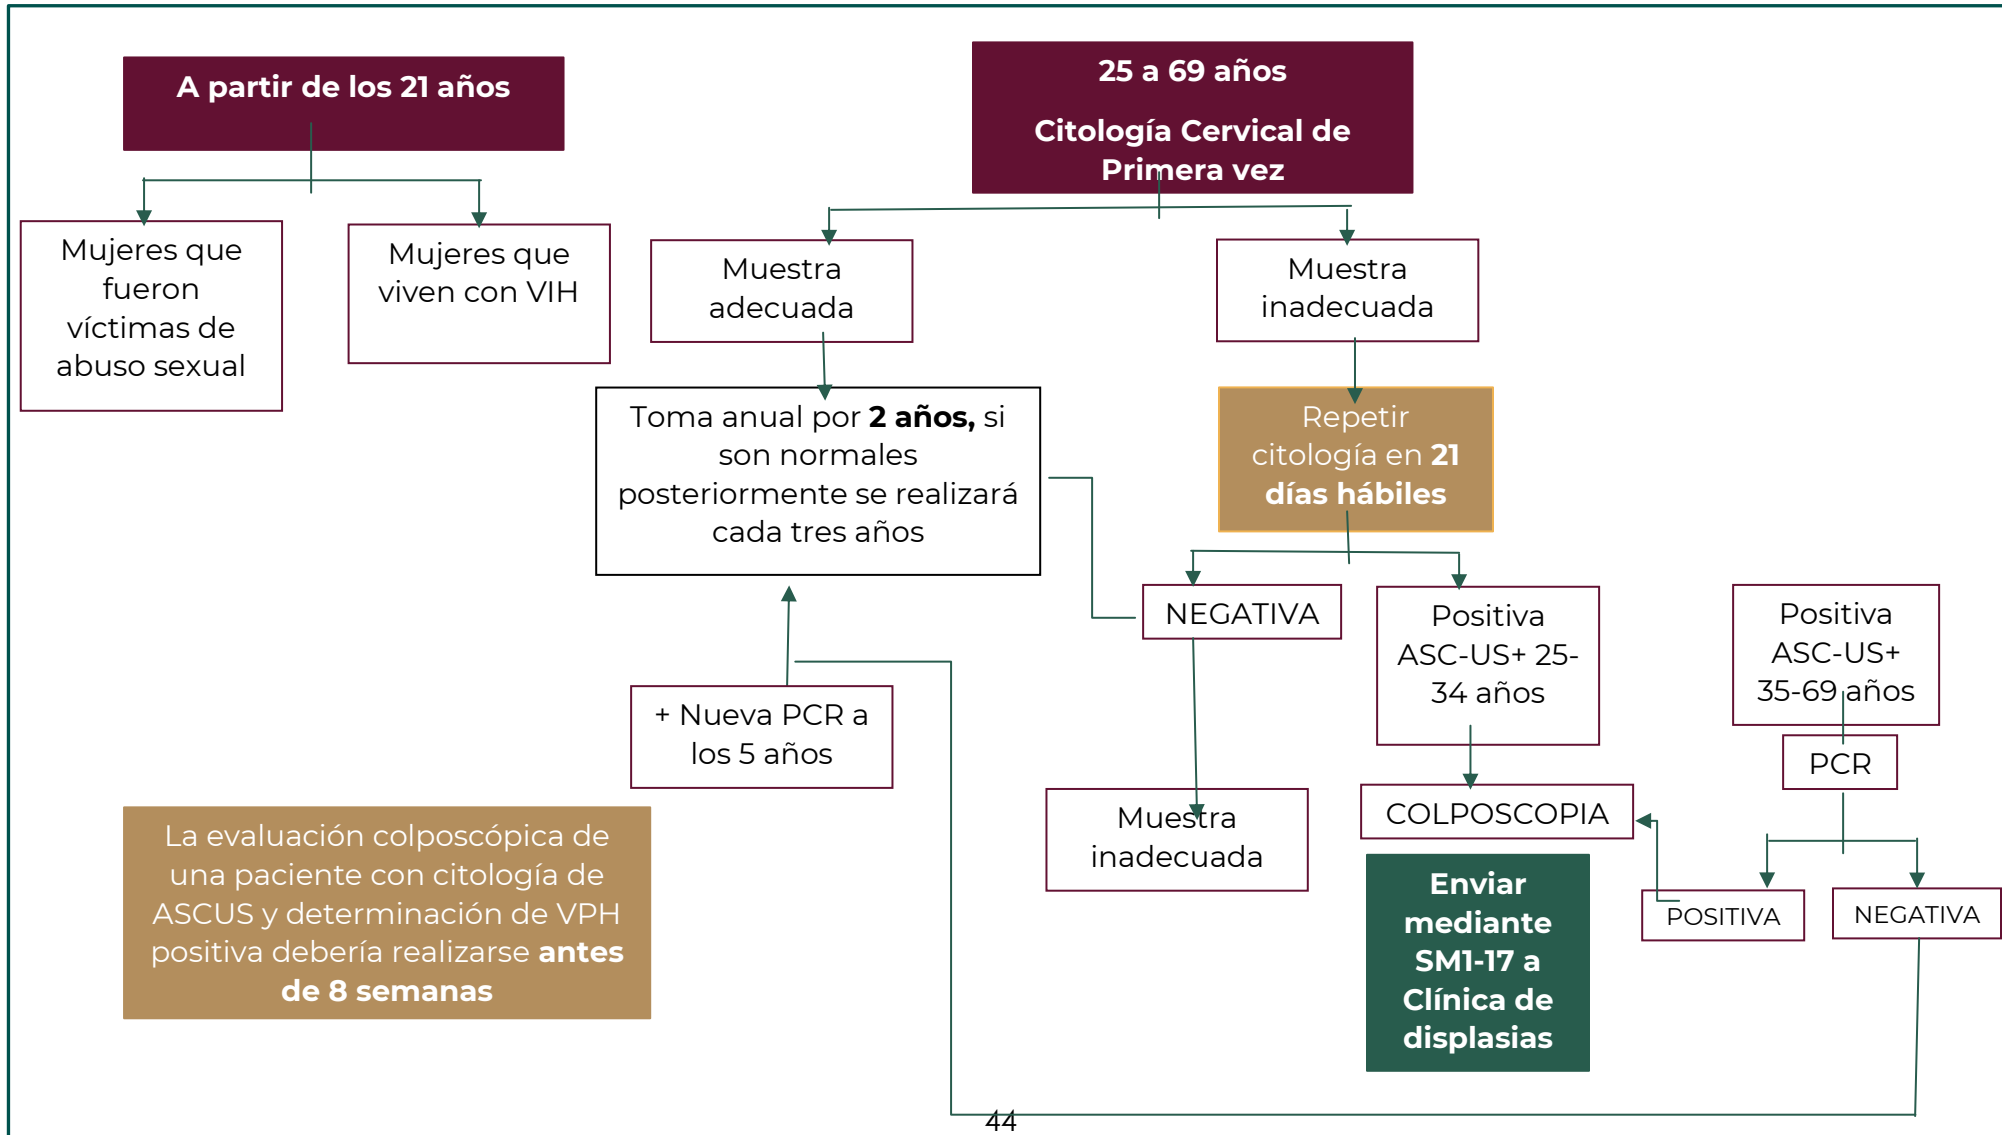 A partir de los 21 años
25 a 69 años
Citología Cervical de
Primera vez
Mujeres que
fueron
víctimas de
abuso sexual
Mujeres que
viven con VIH
Muestra
adecuada
Muestra
inadecuada
Toma anual por 2 años, si
son normales
posteriormente se realizará
cada tres años
Repetir
citología en 21
días hábiles
NEGATIVA
Positiva
ASC-US+ 25-
34 años
Positiva
ASC-US+
35-69 años
+ Nueva PCR a
los 5 años
PCR
Muestra
inadecuada
COLPOSCOPIA
La evaluación colposcópica de
una paciente con citología de
ASCUS y determinación de VPH
positiva debería realizarse antes
de 8 semanas
Enviar
mediante
SM1-17 a
Clínica de
displasias
POSITIVA
NEGATIVA
44